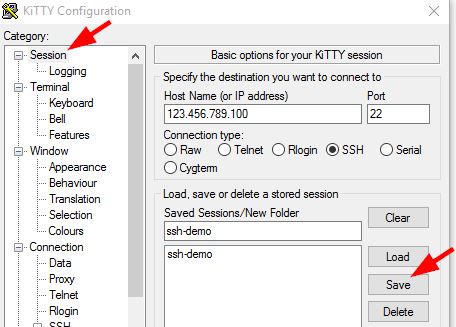 KiTTY Configuration
Category:
Session
Logging
Terminal
Keyboard
Bell
Features
Window
Appearance
Behaviour
Translation
Selection
Colours
Connection
Data
Proxy
Telnet
Rlogin
SSH
Basic options for your KiTTY session
Specify the destination you want to connect to
Host Name (or IP address) Port
123.456.789.100 22
Connection type:
Raw Telnet Rlogin SSH Serial
Cygterm
Load, save or delete a stored session
Saved Sessions/New Folder
ssh-demo Clear
ssh-demo Load
Save
Delete